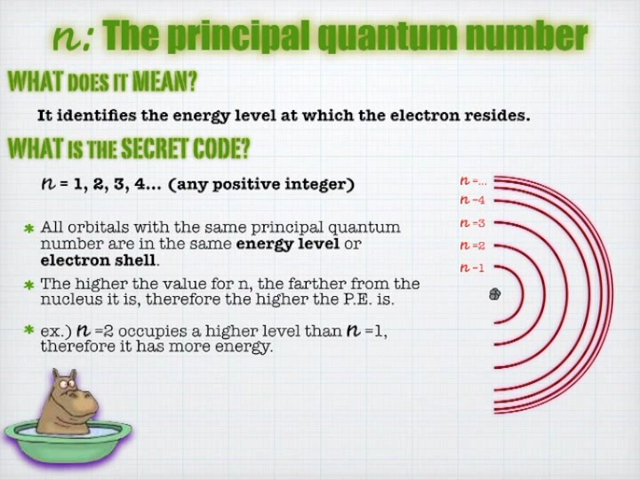 n: The principal quantum number
WHAT DOES IT MEAN?
It identifies the energy level at which the electron resides.
WHAT IS THE SECRET CODE?
n = 1, 2, 3, 4... (any positive integer)
* All orbitals with the same principal quantum
number are in the same energy level or
electron shell.
* The higher the value for n, the farther from the
nucleus it is, therefore the higher the P.E. is.
* ex.) n =2 occupies a higher level than n =1,
therefore it has more energy.
n =...
n =4
n =3
n =2
n =1